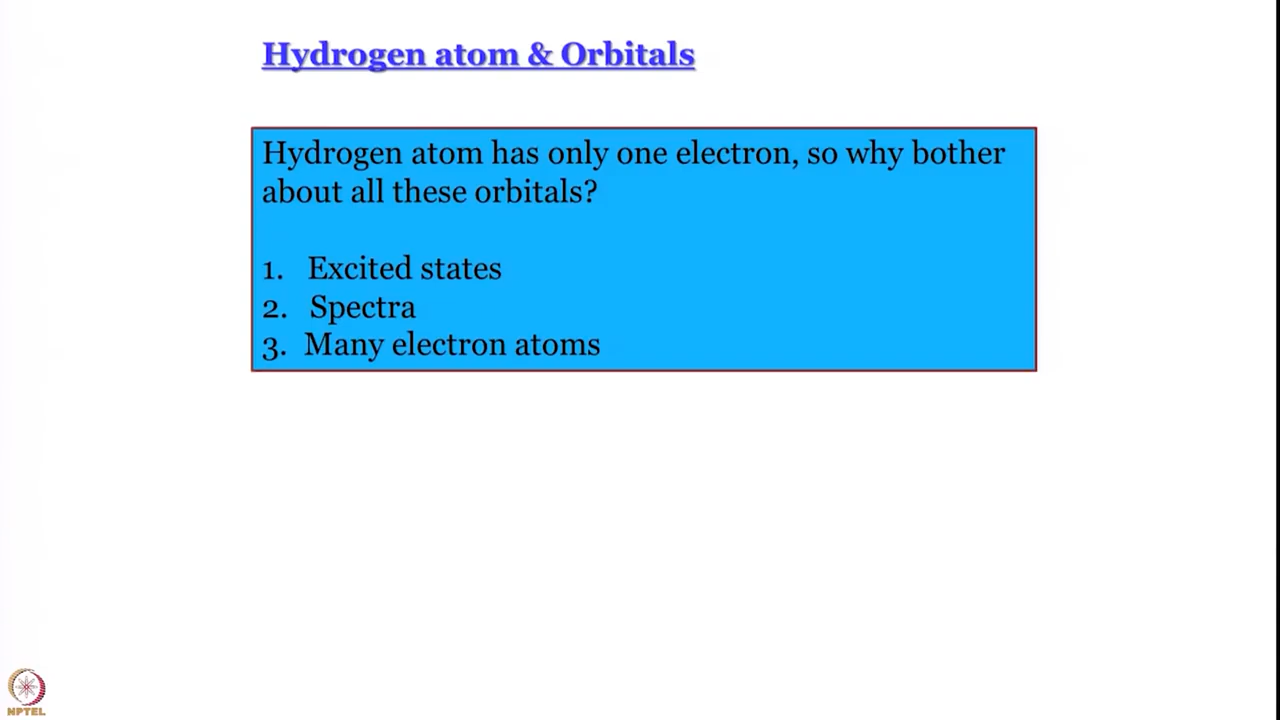 Hydrogen atom & Orbitals
Hydrogen atom has only one electron, so why bother
about all these orbitals?
1. Excited states
2. Spectra
3. Many electron atoms
NPTEL